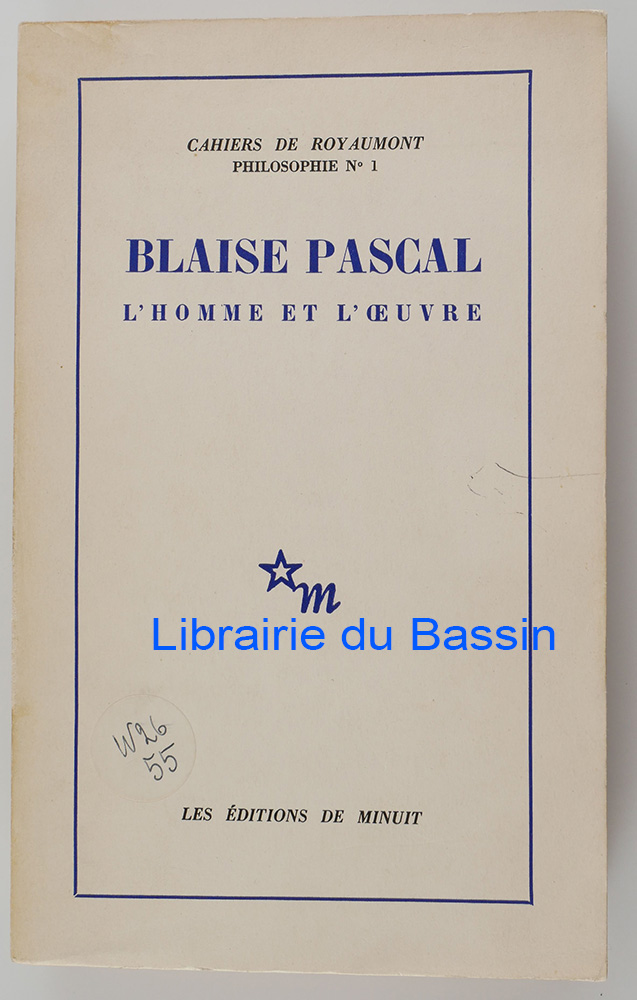 CAHIERS DE ROYAUMONT
PHILOSOPHIE Nº 1
BLAISE PASCAL
L'HOMME ET L'ŒUVRE
m
Librairie du Bassin
W26
55
LES ÉDITIONS DE MINUIT